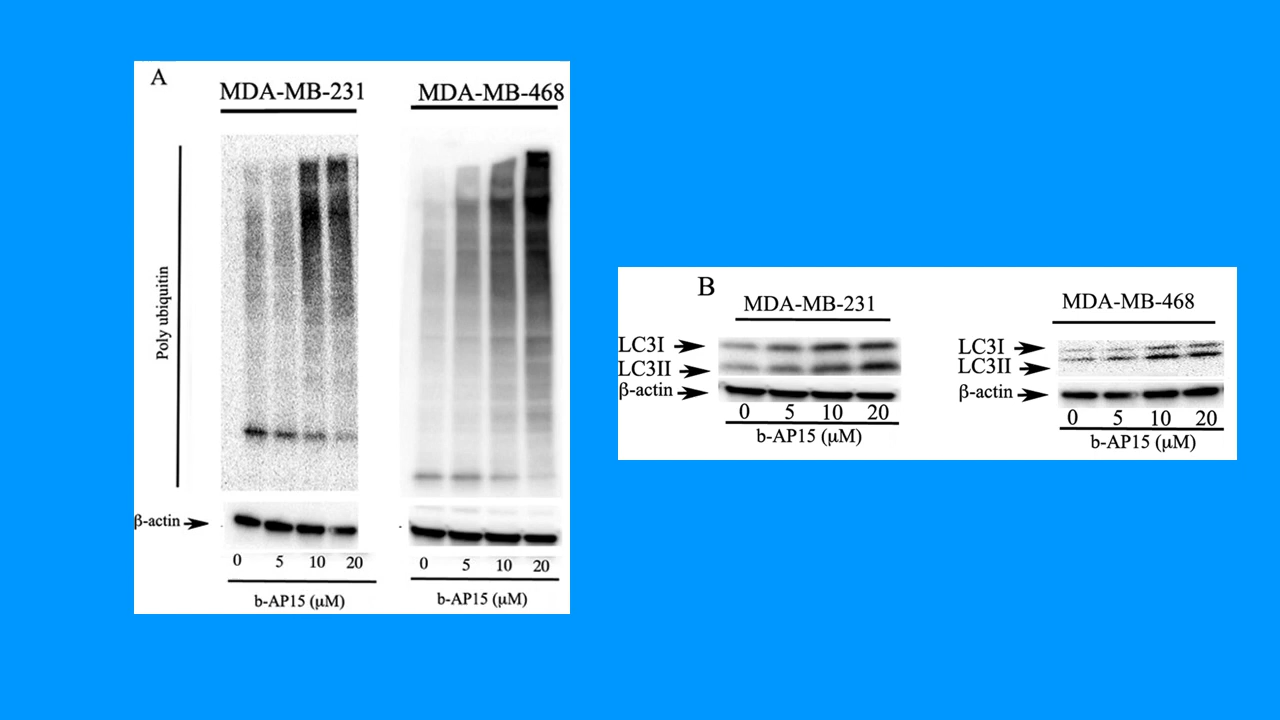 A
MDA-MB-231 MDA-MB-468
Poly ubiquitin
β-actin
0 5 10 20 0 5 10 20
b-AP15 (μM) b-AP15 (μM)
B
MDA-MB-231 MDA-MB-468
LC3I LC3I
LC3II LC3II
β-actin β-actin
0 5 10 20 0 5 10 20
b-AP15 (μM) b-AP15 (μM)